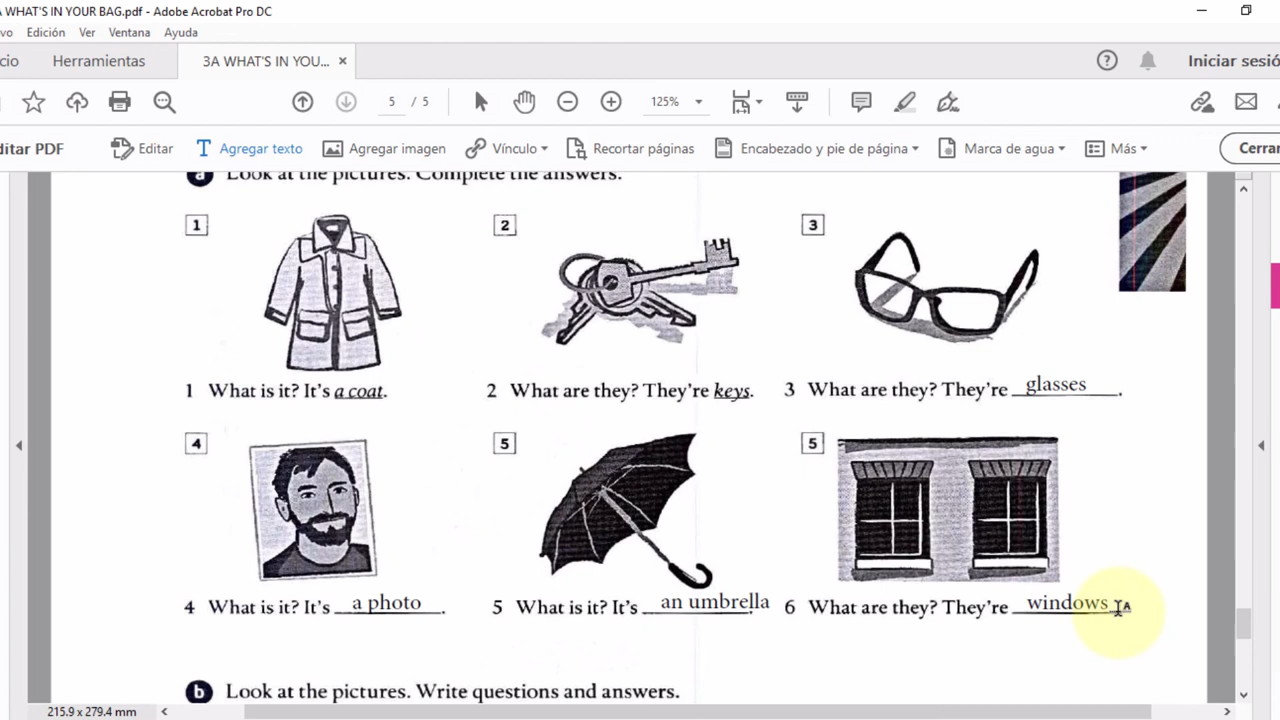 A WHAT'S IN YOUR BAG.pdf - Adobe Acrobat Pro DC
vo Edición Ver Ventana Ayuda
cio Herramientas 3A WHAT'S IN YOU... × ? Iniciar sesió
5 / 5 125%
ditar PDF Editar Agregar texto Agregar imagen Vínculo Recortar páginas Encabezado y pie de página Marca de agua Más Cerrar
a Look at the pictures. Complete the answers.
1 2 3
1 What is it? It's a coat. 2 What are they? They're keys. 3 What are they? They're glasses.
4 5 5
4 What is it? It's a photo. 5 What is it? It's an umbrella. 6 What are they? They're windows
b Look at the pictures. Write questions and answers.
215.9 x 279.4 mm